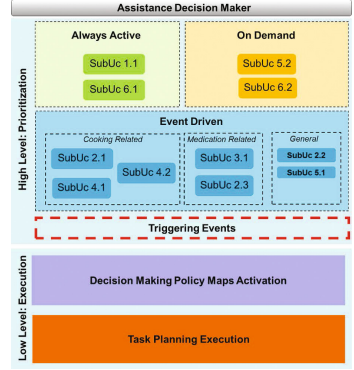 Assistance Decision Maker
High Level: Prioritization
Always Active
SubUc 1.1
SubUc 6.1
On Demand
SubUc 5.2
SubUc 6.2
Event Driven
Cooking Related
SubUc 2.1
SubUc 4.2
SubUc 4.1
Medication Related
SubUc 3.1
SubUc 2.3
General
SubUc 2.2
SubUc 5.1
Triggering Events
Low Level: Execution
Decision Making Policy Maps Activation
Task Planning Execution